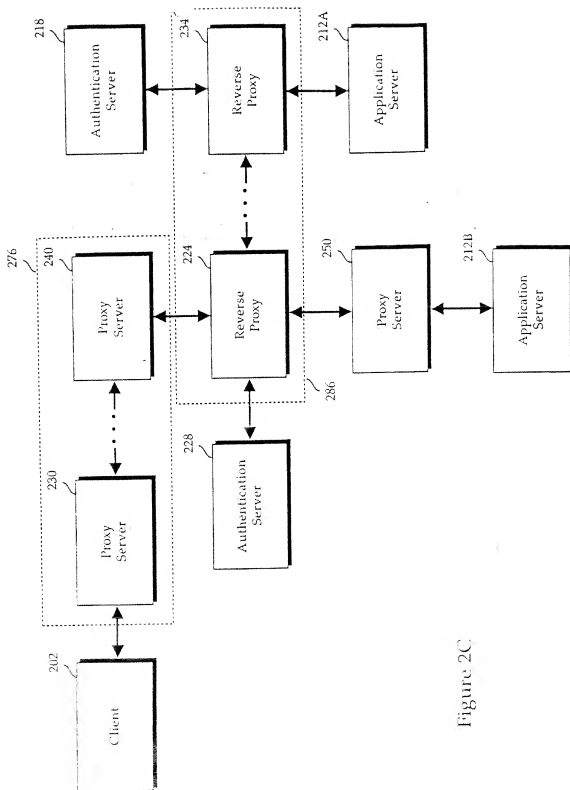 202
Client
276
230
Proxy
Server
. . . .
240
Proxy
Server
218
Authentication
Server
228
Authentication
Server
286
224
Reverse
Proxy
. . . .
234
Reverse
Proxy
250
Proxy
Server
212A
Application
Server
212B
Application
Server
Figure 2C